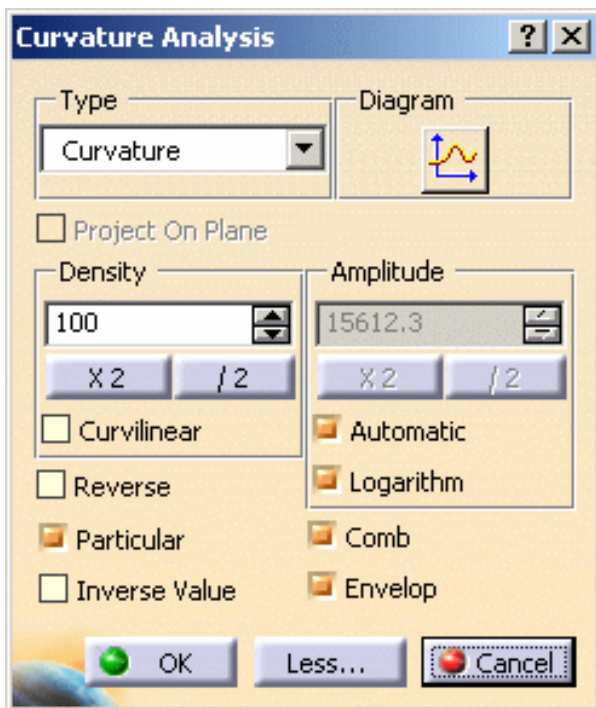 Curvature Analysis ?
Type Diagram
Curvature
Project On Plane
Density Amplitude
100 15612.3
X 2 / 2 X 2 / 2
Curvilinear Automatic
Reverse Logarithm
Particular Comb
Inverse Value Envelop
OK Less... Cancel